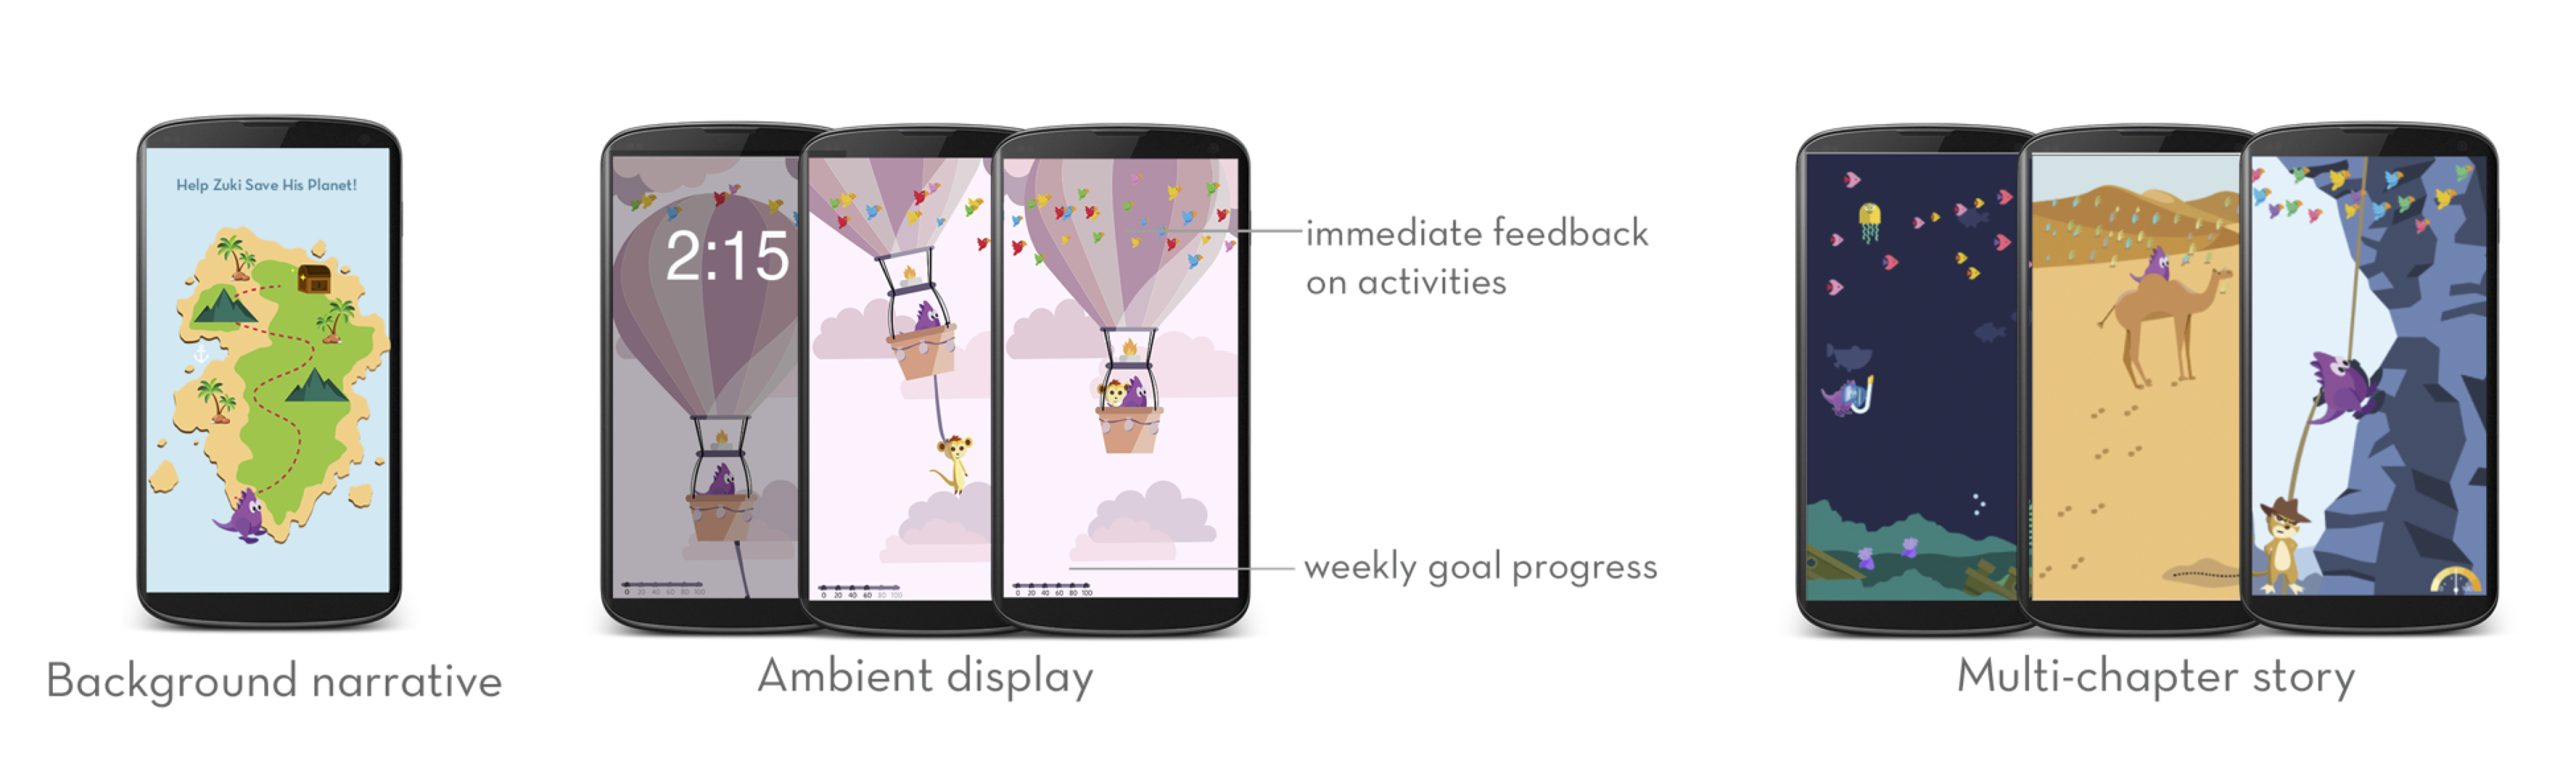 Help Zuki Save His Planet!
2:15
0 20 40 60 80 100
0 20 40 60 80 100
0 20 40 60 80 100
immediate feedback
on activities
weekly goal progress
Background narrative
Ambient display
Multi-chapter story